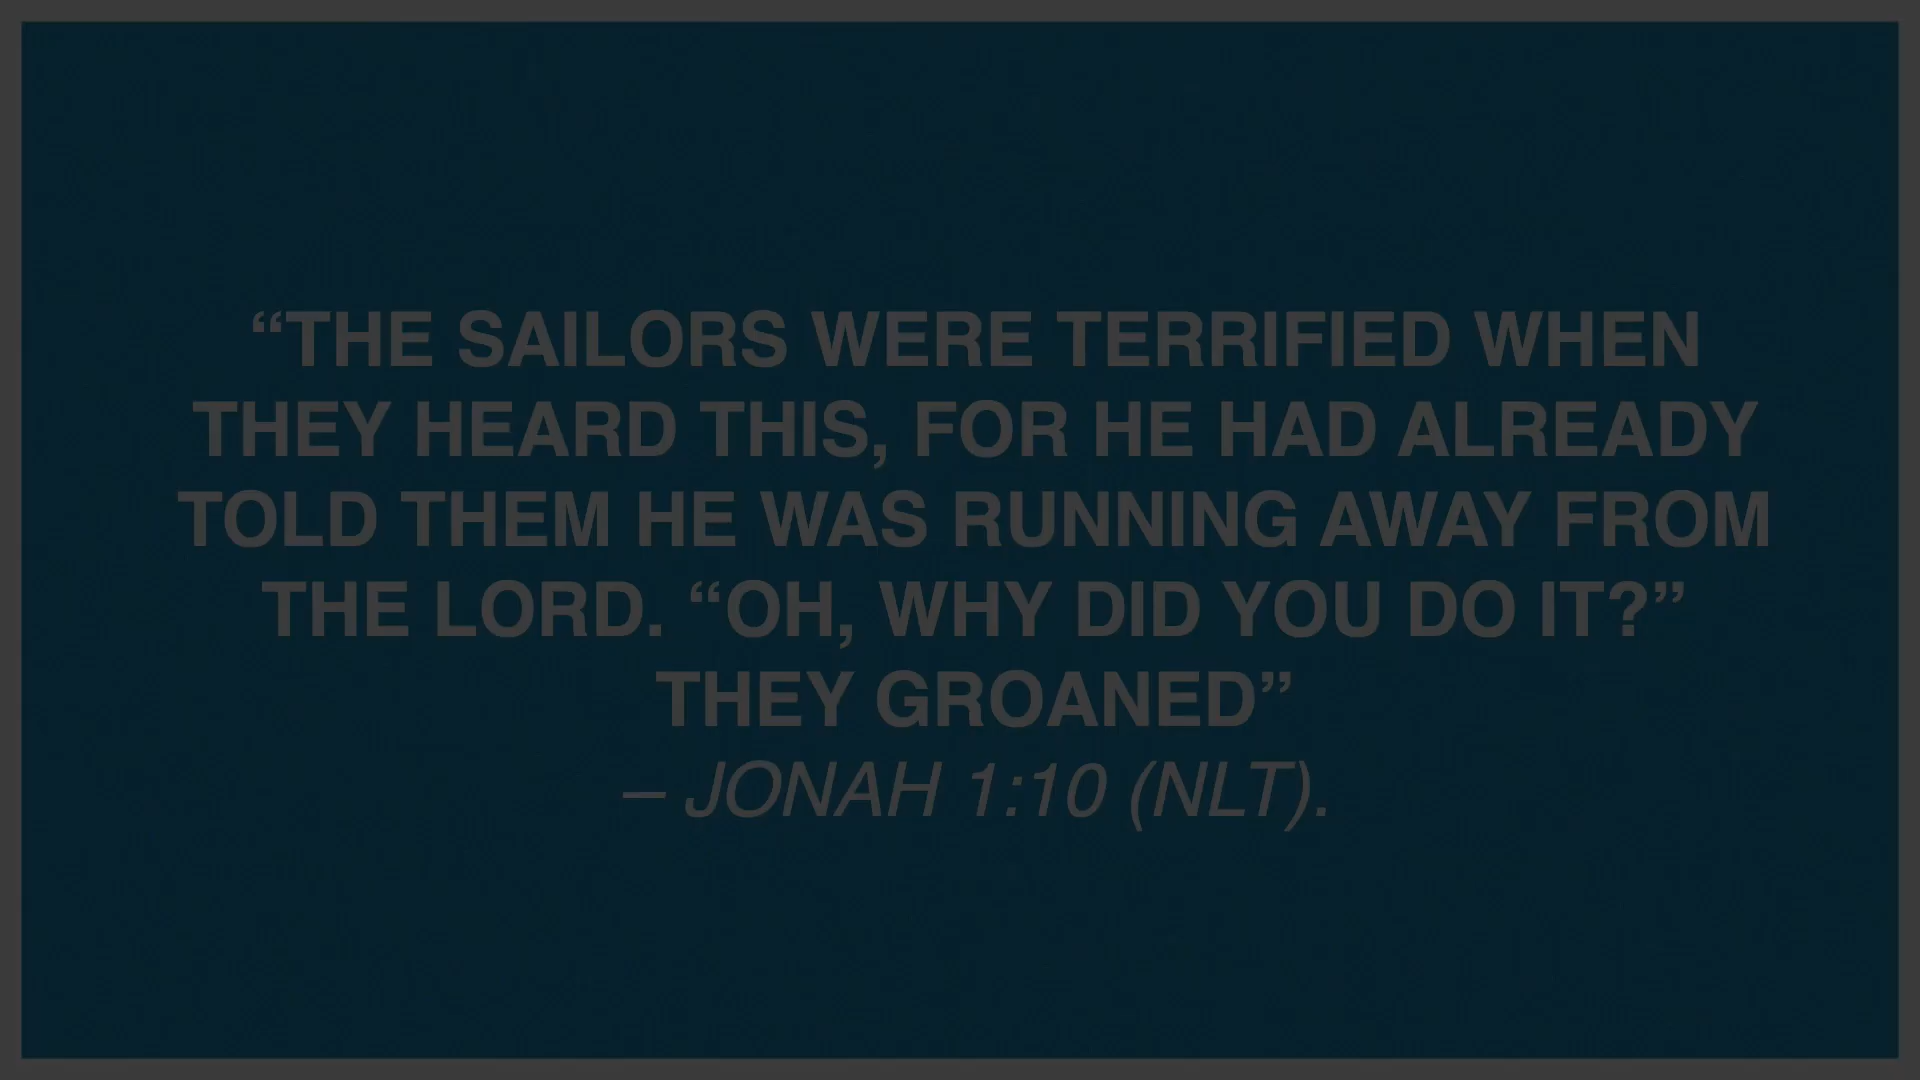 “THE SAILORS WERE TERRIFIED WHEN
THEY HEARD THIS, FOR HE HAD ALREADY
TOLD THEM HE WAS RUNNING AWAY FROM
THE LORD. “OH, WHY DID YOU DO IT?”
THEY GROANED”
– JONAH 1:10 (NLT).